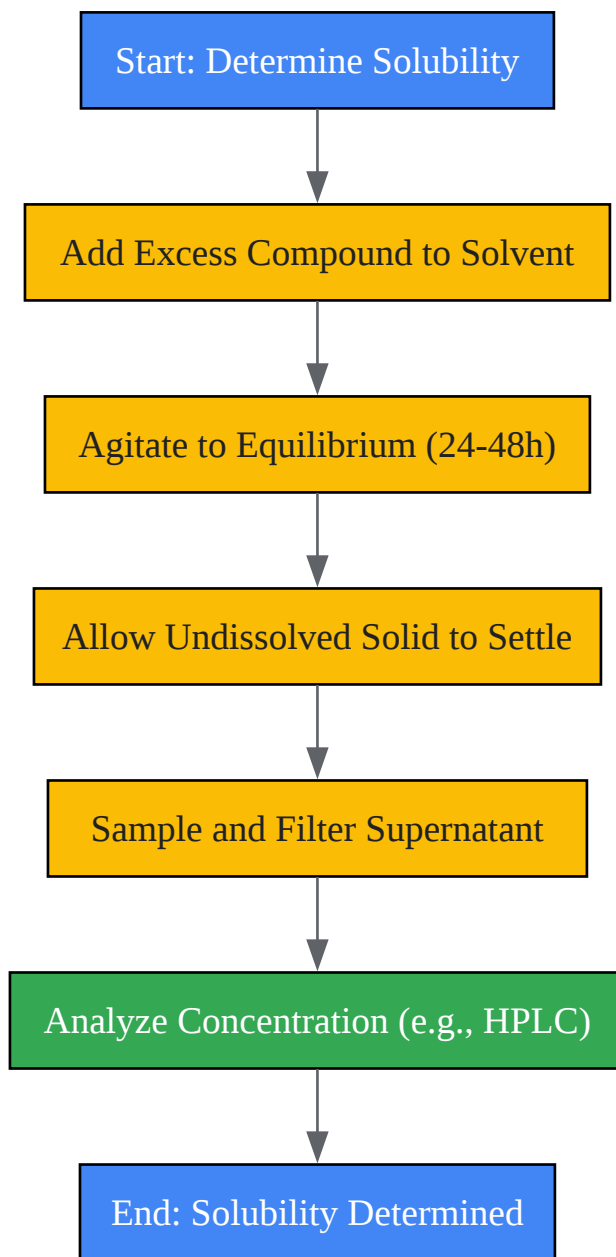 Start: Determine Solubility
Add Excess Compound to Solvent
Agitate to Equilibrium (24-48h)
Allow Undissolved Solid to Settle
Sample and Filter Supernatant
Analyze Concentration (e.g., HPLC)
End: Solubility Determined